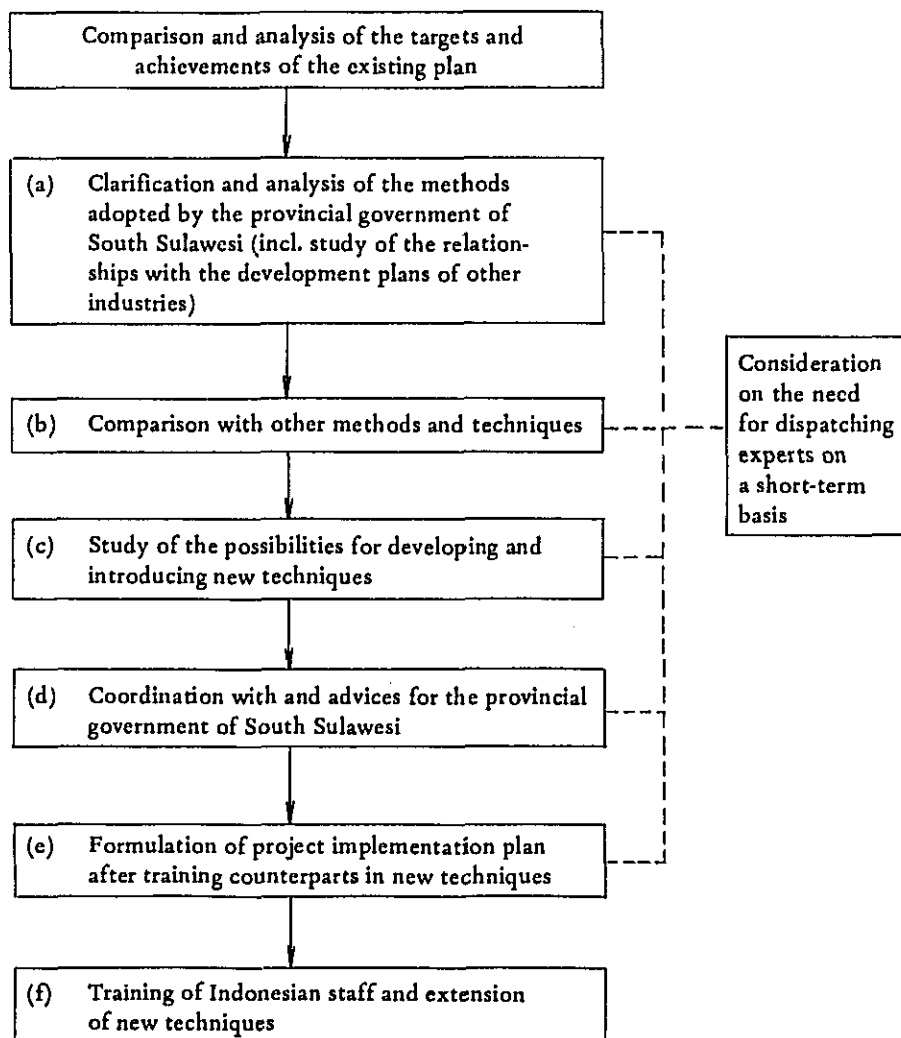 Comparison and analysis of the targets and
achievements of the existing plan
(a) Clarification and analysis of the methods
adopted by the provincial government of
South Sulawesi (incl. study of the relation-
ships with the development plans of other
industries)
(b) Comparison with other methods and techniques
Consideration
on the need
for dispatching
experts on
a short-term
basis
(c) Study of the possibilities for developing and
introducing new techniques
(d) Coordination with and advices for the provincial
government of South Sulawesi
(e) Formulation of project implementation plan
after training counterparts in new techniques
(f) Training of Indonesian staff and extension
of new techniques